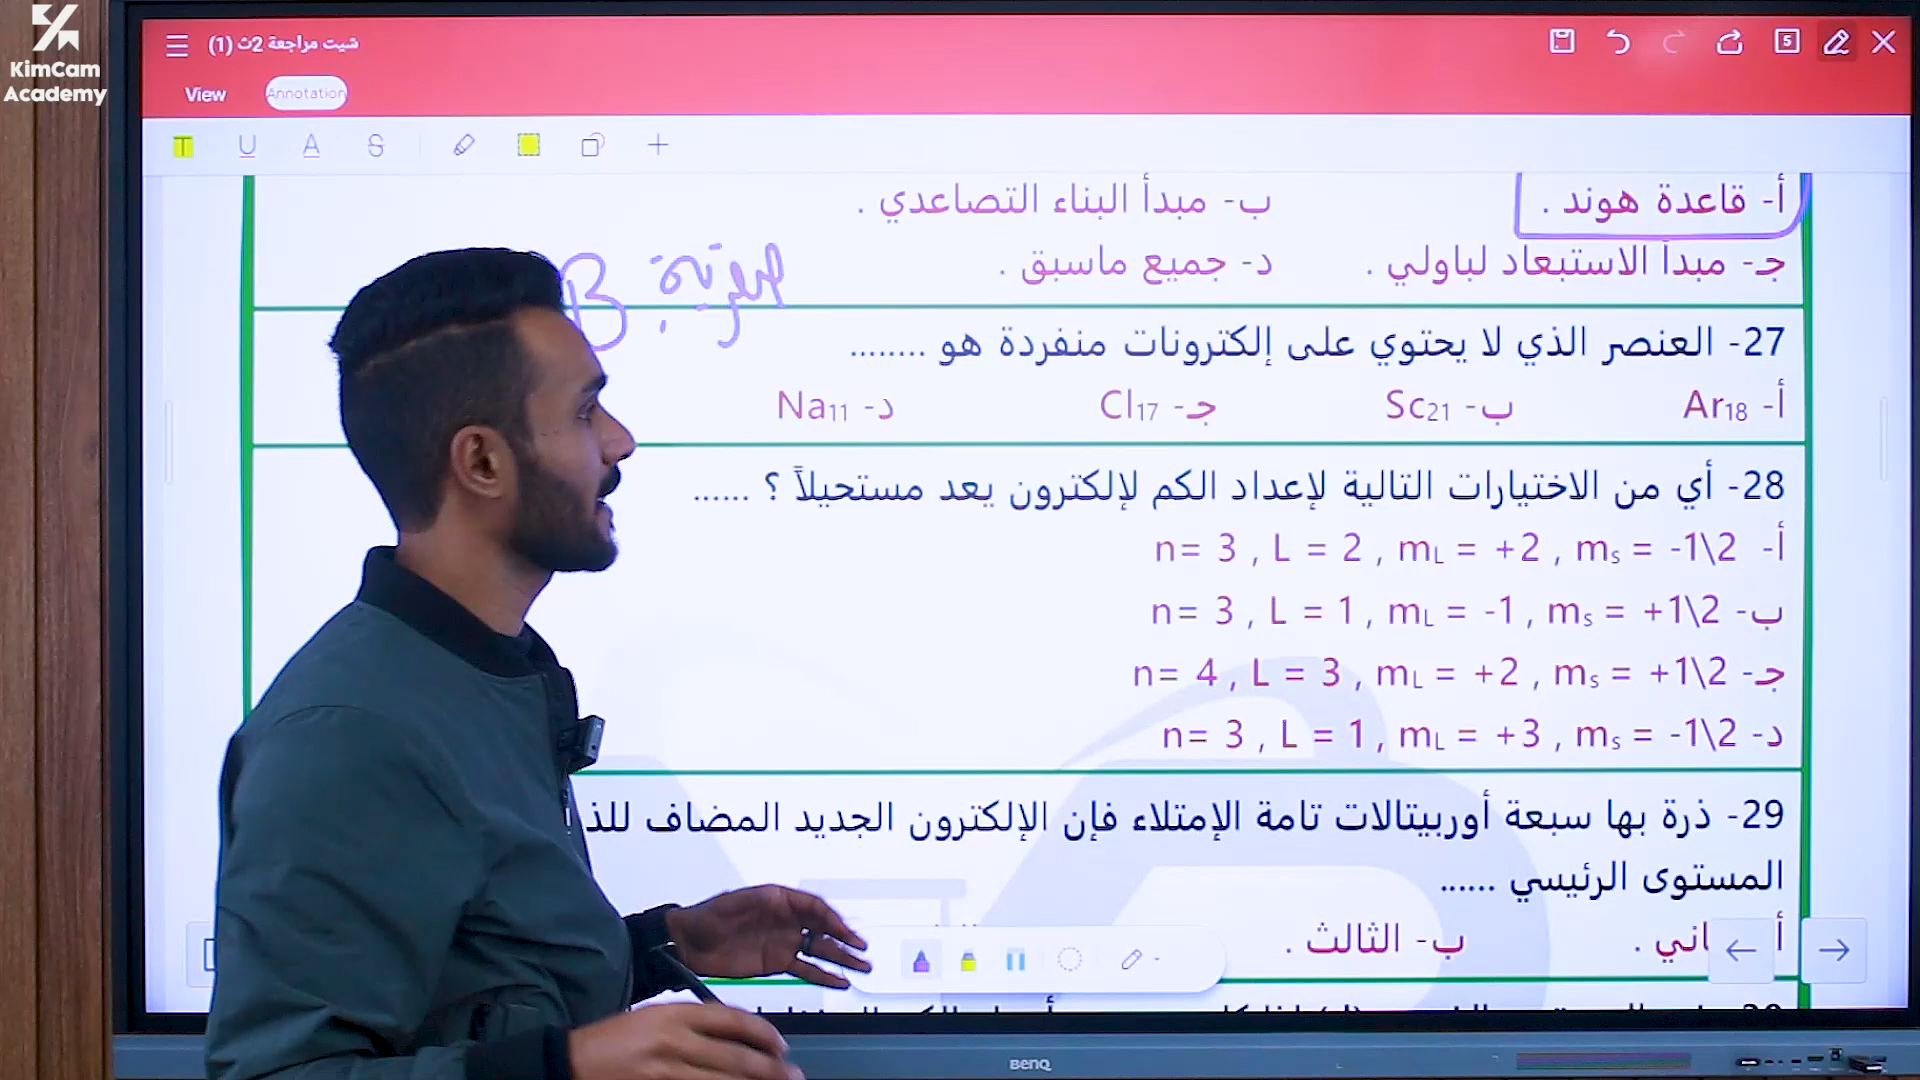 KimCam
Academy
شيت مراجعة 2ث (1)
5
View
Annotation
أ- قاعدة هوند .
ب- مبدأ البناء التصاعدي .
جـ- مبدأ الاستبعاد لباولي .
د- جميع ماسبق .
B
27- العنصر الذي لا يحتوي على إلكترونات منفردة هو ........
أ- Ar₁₈
ب- Sc₂₁
جـ- Cl₁₇
د- Na₁₁
28- أي من الاختيارات التالية لإعداد الكم لإلكترون يعد مستحيلاً ؟ ......
أ- n= 3 , L = 2 , mL = +2 , ms = -1\2
ب- n= 3 , L = 1 , mL = -1 , ms = +1\2
جـ- n= 4 , L = 3 , mL = +2 , ms = +1\2
د- n= 3 , L = 1 , mL = +3 , ms = -1\2
29- ذرة بها سبعة أوربيتالات تامة الإمتلاء فإن الإلكترون الجديد المضاف للذ
المستوى الرئيسي ......
ب- الثالث .
BENQ